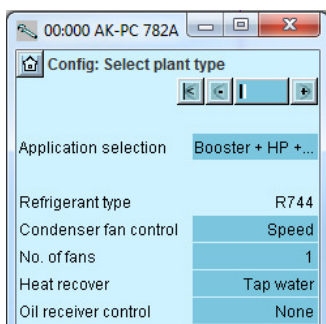 00:000 AK-PC 782A
Config: Select plant type
Application selection Booster + HP +...
Refrigerant type R744
Condenser fan control Speed
No. of fans 1
Heat recover Tap water
Oil receiver control None